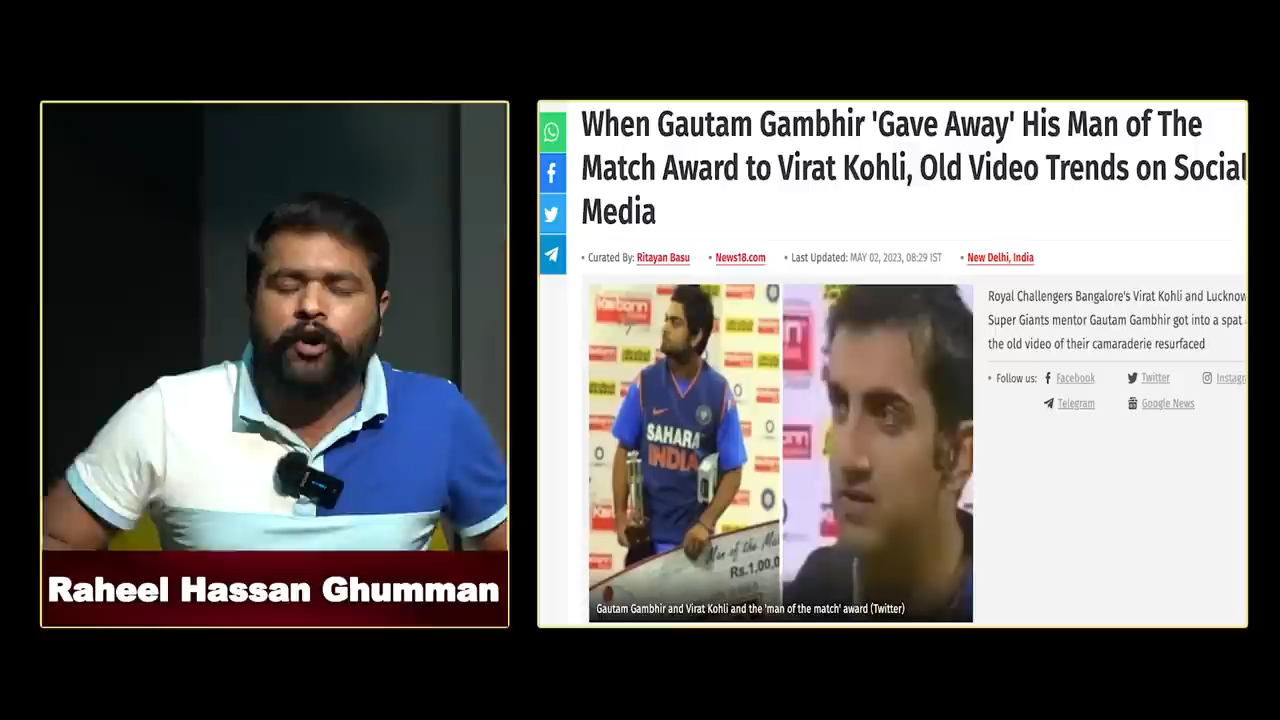 Raheel Hassan Ghumman
When Gautam Gambhir 'Gave Away' His Man of The
Match Award to Virat Kohli, Old Video Trends on Social
Media
• Curated By: Ritayan Basu • News18.com • Last Updated: MAY 02, 2023, 08:29 IST • New Delhi, India
Royal Challengers Bangalore's Virat Kohli and Lucknow
Super Giants mentor Gautam Gambhir got into a spat
the old video of their camaraderie resurfaced
• Follow us: Facebook Twitter Instagr
Telegram Google News
SAHARA
INDIA
Man of the Ma
Rs.1,00,0
Gautam Gambhir and Virat Kohli and the 'man of the match' award (Twitter)